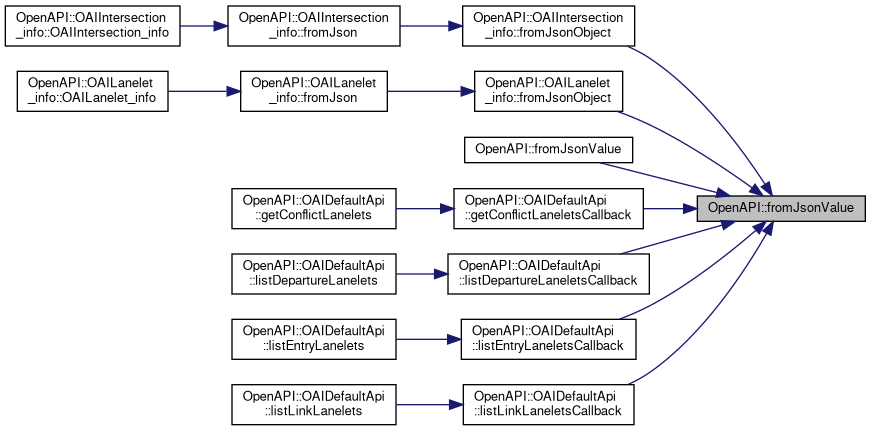 OpenAPI::OAIIntersection
_info::OAIIntersection_info
OpenAPI::OAIIntersection
_info::fromJson
OpenAPI::OAIIntersection
_info::fromJsonObject
OpenAPI::OAILanelet
_info::OAILanelet_info
OpenAPI::OAILanelet
_info::fromJson
OpenAPI::OAILanelet
_info::fromJsonObject
OpenAPI::fromJsonValue
OpenAPI::OAIDefaultApi
::getConflictLanelets
OpenAPI::OAIDefaultApi
::getConflictLaneletsCallback
OpenAPI::fromJsonValue
OpenAPI::OAIDefaultApi
::listDepartureLanelets
OpenAPI::OAIDefaultApi
::listDepartureLaneletsCallback
OpenAPI::OAIDefaultApi
::listEntryLanelets
OpenAPI::OAIDefaultApi
::listEntryLaneletsCallback
OpenAPI::OAIDefaultApi
::listLinkLanelets
OpenAPI::OAIDefaultApi
::listLinkLaneletsCallback